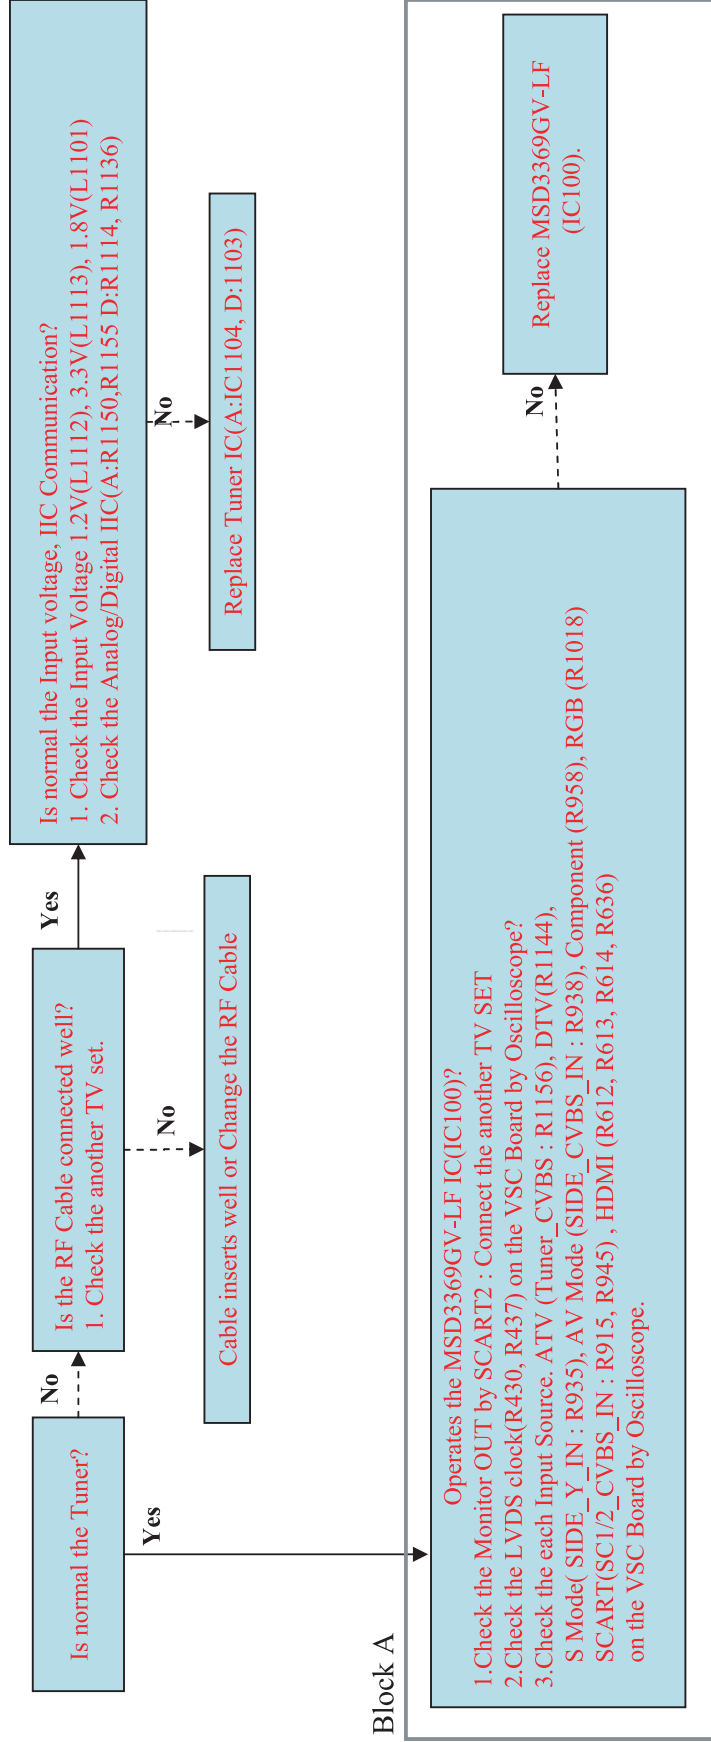 Is normal the Tuner?
No
Yes
Is the RF Cable connected well?
1. Check the another TV set.
Yes
No
Cable inserts well or Change the RF Cable
Is normal the Input voltage, IIC Communication?
1. Check the Input Voltage 1.2V(L1112), 3.3V(L1113), 1.8V(L1101)
2. Check the Analog/Digital IIC(A:R1150,R1155 D:R1114, R1136)
No
Replace Tuner IC(A:IC1104, D:1103)
Block A
Operates the MSD3369GV-LF IC(IC100)?
1.Check the Monitor OUT by SCART2 : Connect the another TV SET
2.Check the LVDS clock(R430, R437) on the VSC Board by Oscilloscope?
3.Check the each Input Source. ATV (Tuner_CVBS : R1156), DTV(R1144),
S Mode( SIDE_Y_IN : R935), AV Mode (SIDE_CVBS_IN : R938), Component (R958), RGB (R1018)
SCART(SC1/2_CVBS_IN : R915, R945) , HDMI (R612, R613, R614, R636)
on the VSC Board by Oscilloscope.
No
Replace MSD3369GV-LF
(IC100).